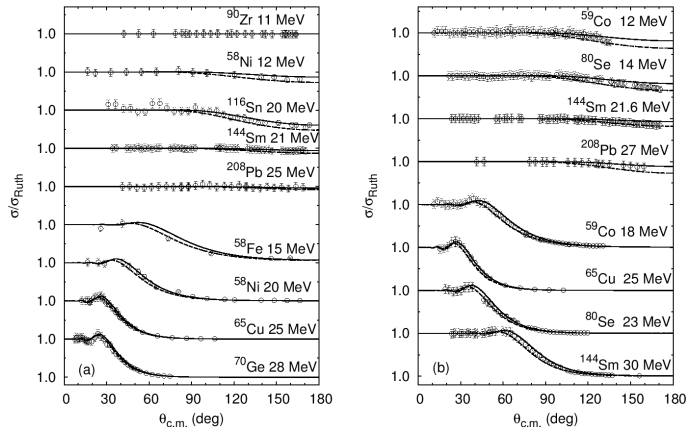 ⁹⁰Zr 11 MeV
1.0
⁵⁸Ni 12 MeV
1.0
¹¹⁶Sn 20 MeV
1.0
¹⁴⁴Sm 21 MeV
1.0
²⁰⁸Pb 25 MeV
1.0
σ/σRuth
1.0
⁵⁸Fe 15 MeV
1.0
⁵⁸Ni 20 MeV
1.0
⁶⁵Cu 25 MeV
1.0
⁷⁰Ge 28 MeV
1.0
(a)
0 30 60 90 120 150 180
θc.m. (deg)
⁵⁹Co 12 MeV
1.0
⁸⁰Se 14 MeV
1.0
¹⁴⁴Sm 21.6 MeV
1.0
²⁰⁸Pb 27 MeV
1.0
σ/σRuth
1.0
⁵⁹Co 18 MeV
1.0
⁶⁵Cu 25 MeV
1.0
⁸⁰Se 23 MeV
1.0
¹⁴⁴Sm 30 MeV
1.0
(b)
0 30 60 90 120 150 180
θc.m. (deg)